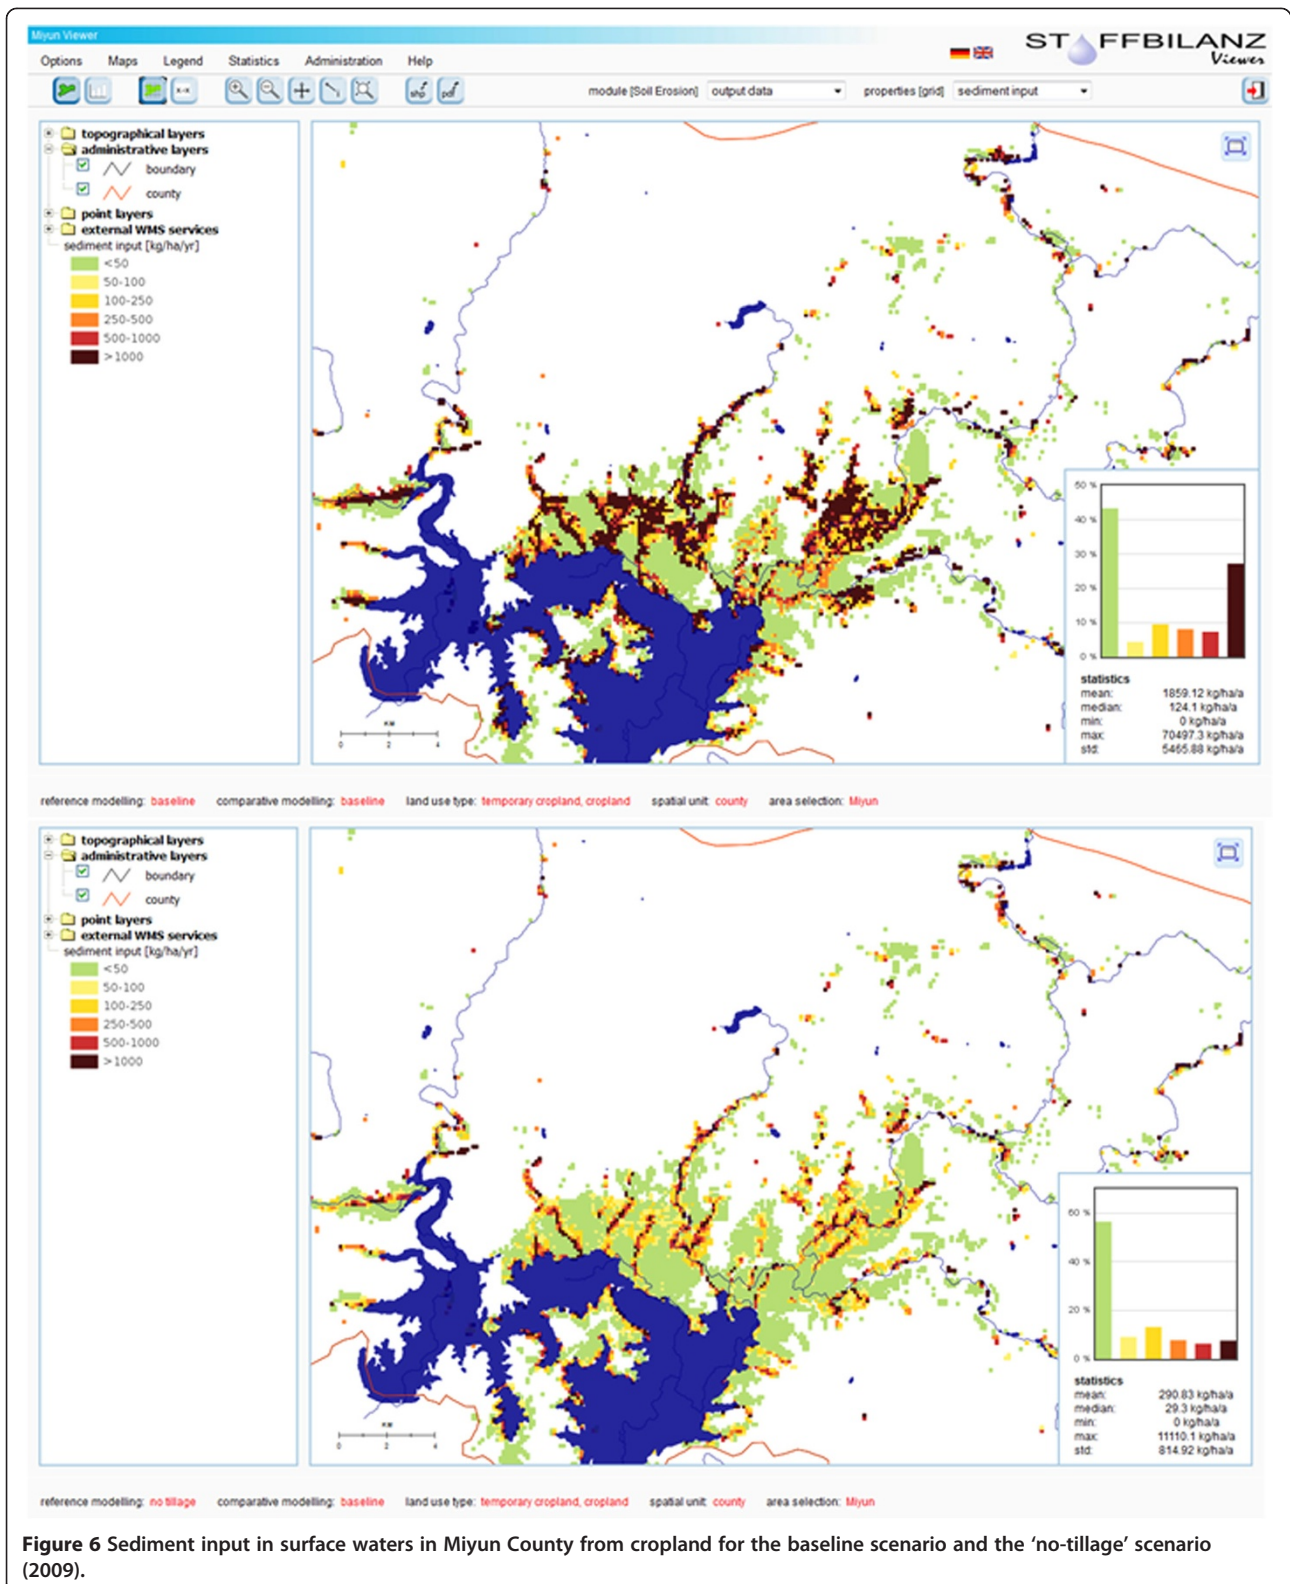 Miyun Viewer
STOFFBILANZ
Viewer
Options Maps Legend Statistics Administration Help
shp pdf module [Soil Erosion] output data properties [grid] sediment input
topographical layers
administrative layers
boundary
county
point layers
external WMS services
sediment input [kg/ha/yr]
<50
50-100
100-250
250-500
500-1000
>1000
KM
0 2 4
50 %
40 %
30 %
20 %
10 %
0 %
statistics
mean: 1859.12 kg/ha/a
median: 124.1 kg/ha/a
min: 0 kg/ha/a
max: 70497.3 kg/ha/a
std: 5465.88 kg/ha/a
reference modelling: baseline comparative modelling: baseline land use type: temporary cropland, cropland spatial unit: county area selection: Miyun
topographical layers
administrative layers
boundary
county
point layers
external WMS services
sediment input [kg/ha/yr]
<50
50-100
100-250
250-500
500-1000
>1000
KM
0 2 4
60 %
40 %
20 %
0 %
statistics
mean: 290.83 kg/ha/a
median: 29.3 kg/ha/a
min: 0 kg/ha/a
max: 11110.1 kg/ha/a
std: 814.92 kg/ha/a
reference modelling: no tillage comparative modelling: baseline land use type: temporary cropland, cropland spatial unit: county area selection: Miyun
Figure 6 Sediment input in surface waters in Miyun County from cropland for the baseline scenario and the 'no-tillage' scenario
(2009).